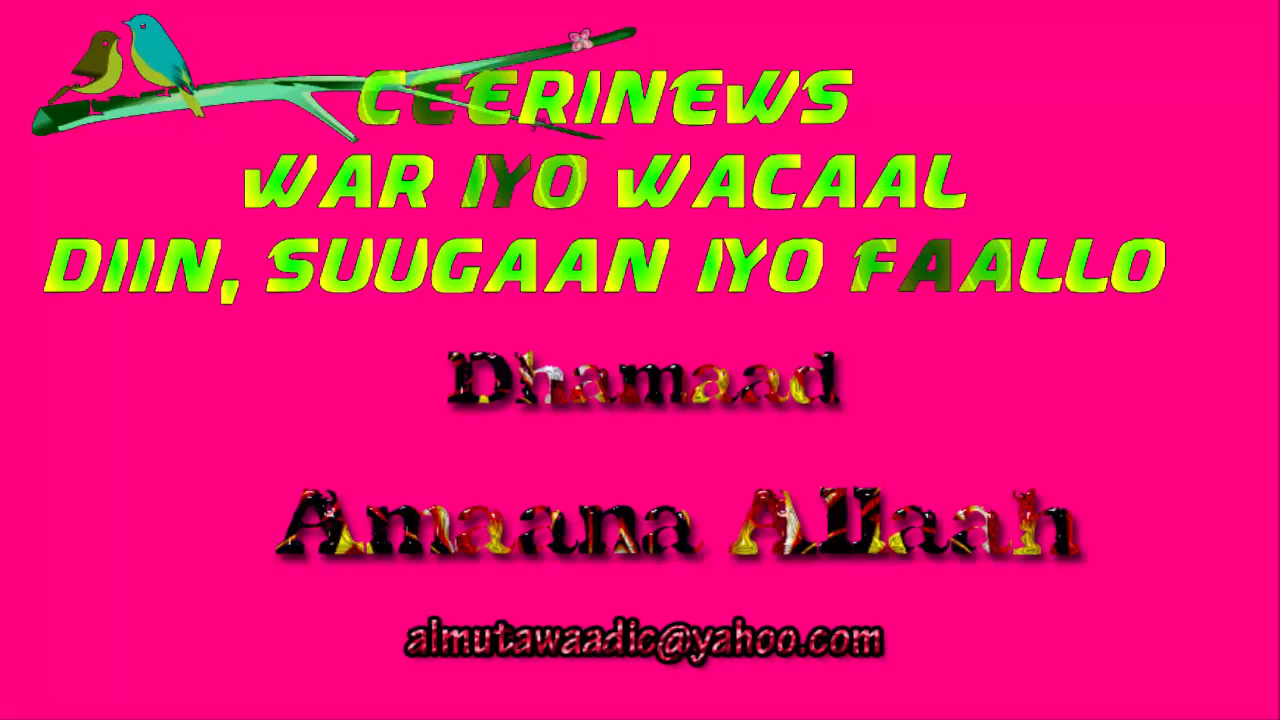 CEERINEWS
WAR IYO WACAAL
DIIN, SUUGAAN IYO FAALLO
Dhamaad
Amaana Allaah
almutawaadic@yahoo.com